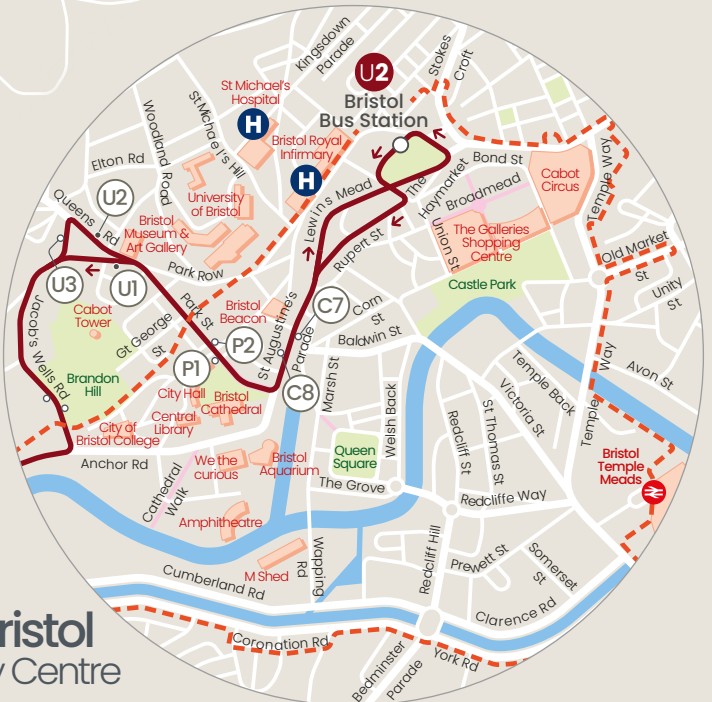 Kingsdown
Parade
Stokes
Croft
U2
Bristol
Bus Station
St Michael's
Hospital
H
Bristol Royal
Infirmary
H
Woodland Road
St Michael's Hill
Elton Rd
University
of Bristol
Queens Rd
U2
Bristol
Museum &
Art Gallery
Park Row
U3
U1
Lewins Mead
The
Haymarket
Bond St
Broadmead
Cabot
Circus
Temple Way
Union St
The Galleries
Shopping
Centre
Rupert St
Old Market
St
Unity
St
Castle Park
Jacob's Wells Rd
Cabot
Tower
Gt George
St
Park St
Bristol
Beacon
St Augustine's
Parade
C7
Corn
St
Baldwin St
P2
P1
C8
Brandon
Hill
City Hall
Bristol
Cathedral
Central
Library
City of
Bristol College
Anchor Rd
Marsh St
Welsh Back
Temple Back
Victoria St
St Thomas St
Redcliff St
Temple Way
Avon St
Cathedral
Walk
We the
curious
Bristol
Aquarium
Queen
Square
The Grove
Redcliffe Way
Bristol
Temple
Meads
Amphitheatre
M Shed
Wapping
Rd
Redcliff Hill
Prewett St
Somerset
St
Cumberland Rd
Clarence Rd
Coronation Rd
York Rd
Bedminster
Parade
ristol
y Centre